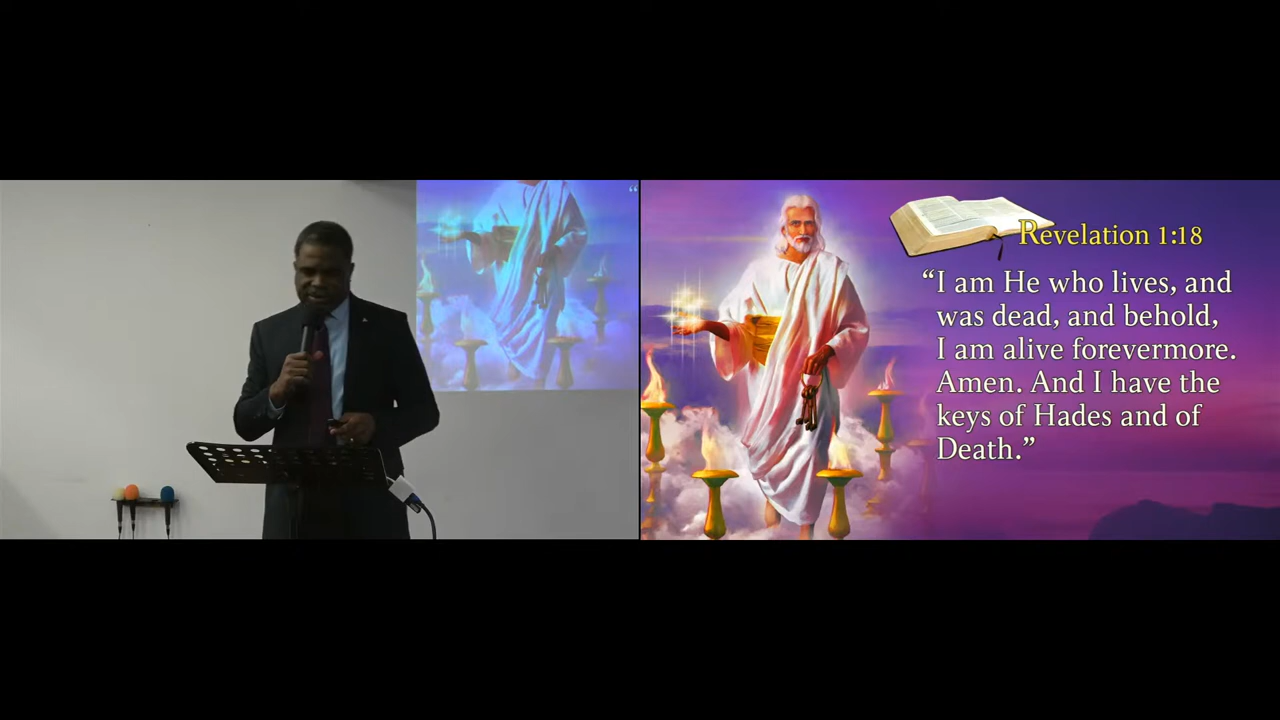 Revelation 1:18
“I am He who lives, and
was dead, and behold,
I am alive forevermore.
Amen. And I have the
keys of Hades and of
Death.”